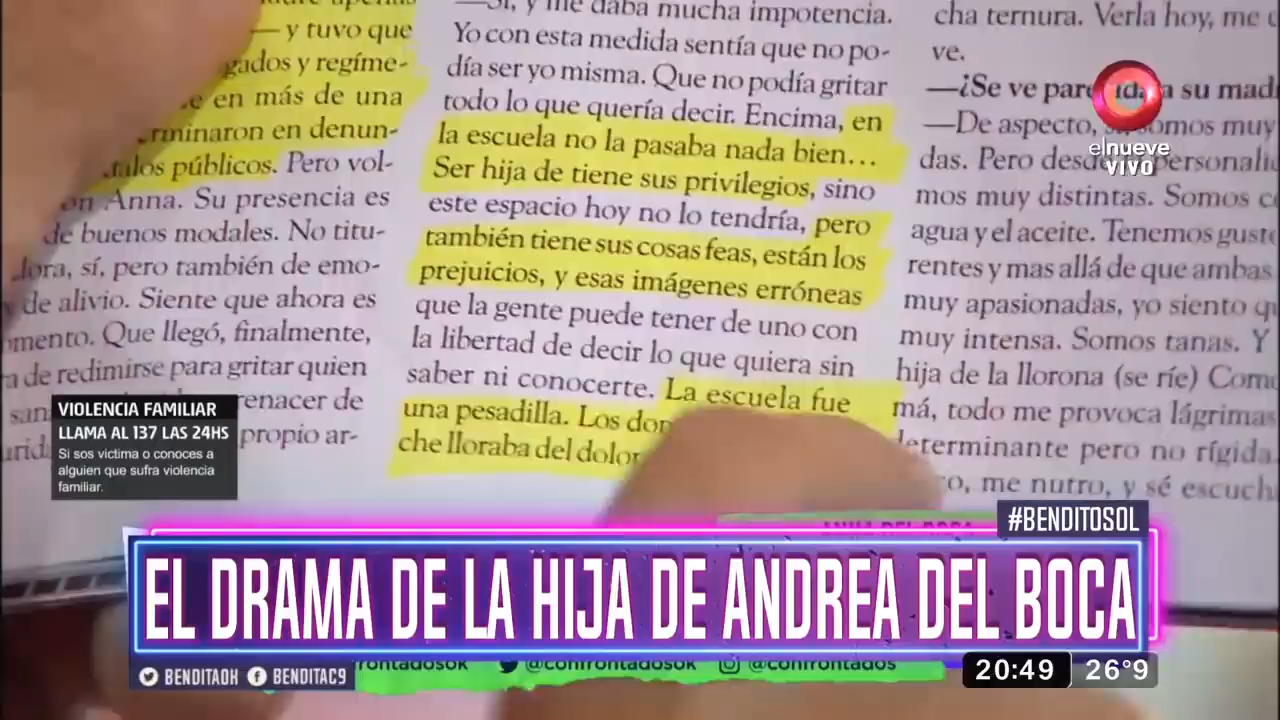 — y tuvo que
gados y regíme-
e en más de una
rminaron en denun-
alos públicos. Pero vol-
on Anna. Su presencia es
de buenos modales. No titu-
dora, sí, pero también de emo-
y de alivio. Siente que ahora es
omento. Que llegó, finalmente,
ra de redimirse para gritar quien
renacer de
propio ar-
—Sí, y me daba mucha impotencia.
Yo con esta medida sentía que no po-
día ser yo misma. Que no podía gritar
todo lo que quería decir. Encima, en
la escuela no la pasaba nada bien...
Ser hija de tiene sus privilegios, sino
este espacio hoy no lo tendría, pero
también tiene sus cosas feas, están los
prejuicios, y esas imágenes erróneas
que la gente puede tener de uno con
la libertad de decir lo que quiera sin
saber ni conocerte. La escuela fue
una pesadilla. Los dom
che lloraba del dolor
cha ternura. Verla hoy, me
ve.
—¿Se ve parecida a su mad
—De aspecto, somos muy
das. Pero desde personali
mos muy distintas. Somos c
agua y el aceite. Tenemos gust
rentes y mas allá de que ambas
muy apasionadas, yo siento q
muy intensa. Somos tanas. Y
hija de la llorona (se ríe) Com
má, todo me provoca lágrimas
determinante pero no rígida.
ro, me nutro, y sé escuch
elnueve
VIVO
VIOLENCIA FAMILIAR
LLAMA AL 137 LAS 24HS
Si sos victima o conoces a
alguien que sufra violencia
familiar.
#BENDITOSOL
EL DRAMA DE LA HIJA DE ANDREA DEL BOCA
BENDITAOK BENDITAC9
frontadosok @confrontadosok @confrontados
20:49 26°9